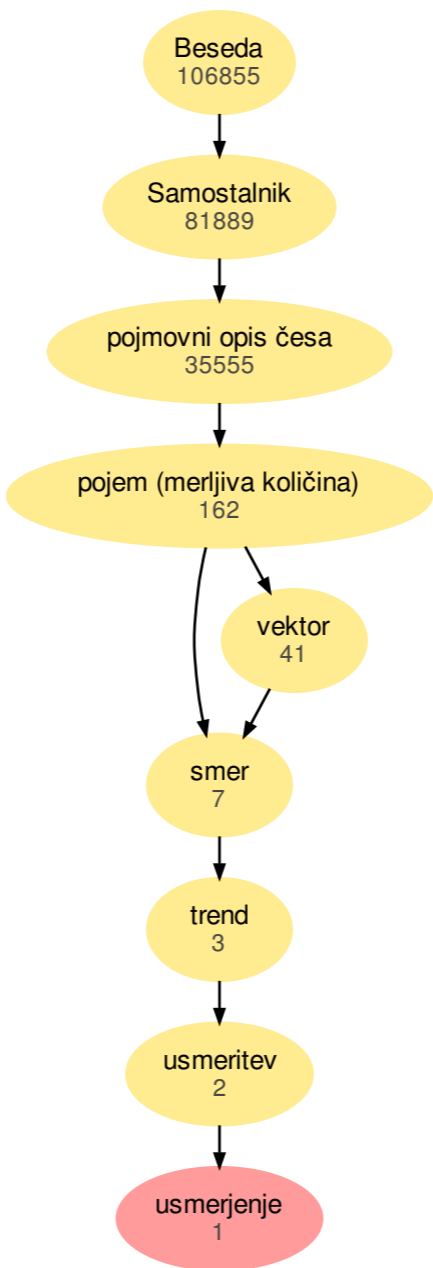 Beseda
106855
Samostalnik
81889
pojmovni opis česa
35555
pojem (merljiva količina)
162
vektor
41
smer
7
trend
3
usmeritev
2
usmerjenje
1